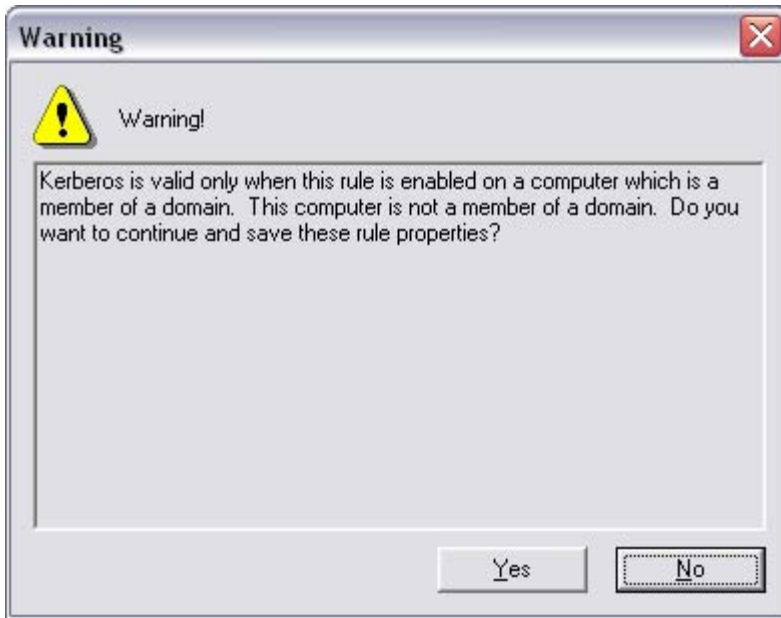 Warning
Warning!
Kerberos is valid only when this rule is enabled on a computer which is a
member of a domain.  This computer is not a member of a domain.  Do you
want to continue and save these rule properties?
Yes
No